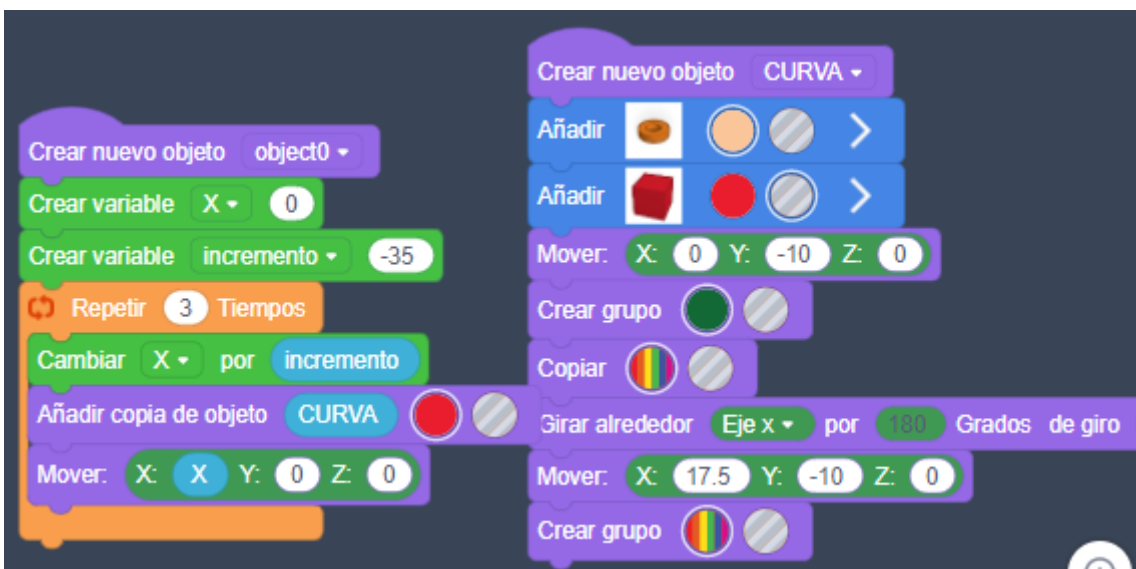 Crear nuevo objeto object0
Crear variable X 0
Crear variable incremento -35
Repetir 3 Tiempos
Cambiar X por incremento
Añadir copia de objeto CURVA
Mover: X: X Y: 0 Z: 0
Crear nuevo objeto CURVA
Añadir
Añadir
Mover: X: 0 Y: -10 Z: 0
Crear grupo
Copiar
Girar alrededor Eje x por 180 Grados de giro
Mover: X: 17.5 Y: -10 Z: 0
Crear grupo